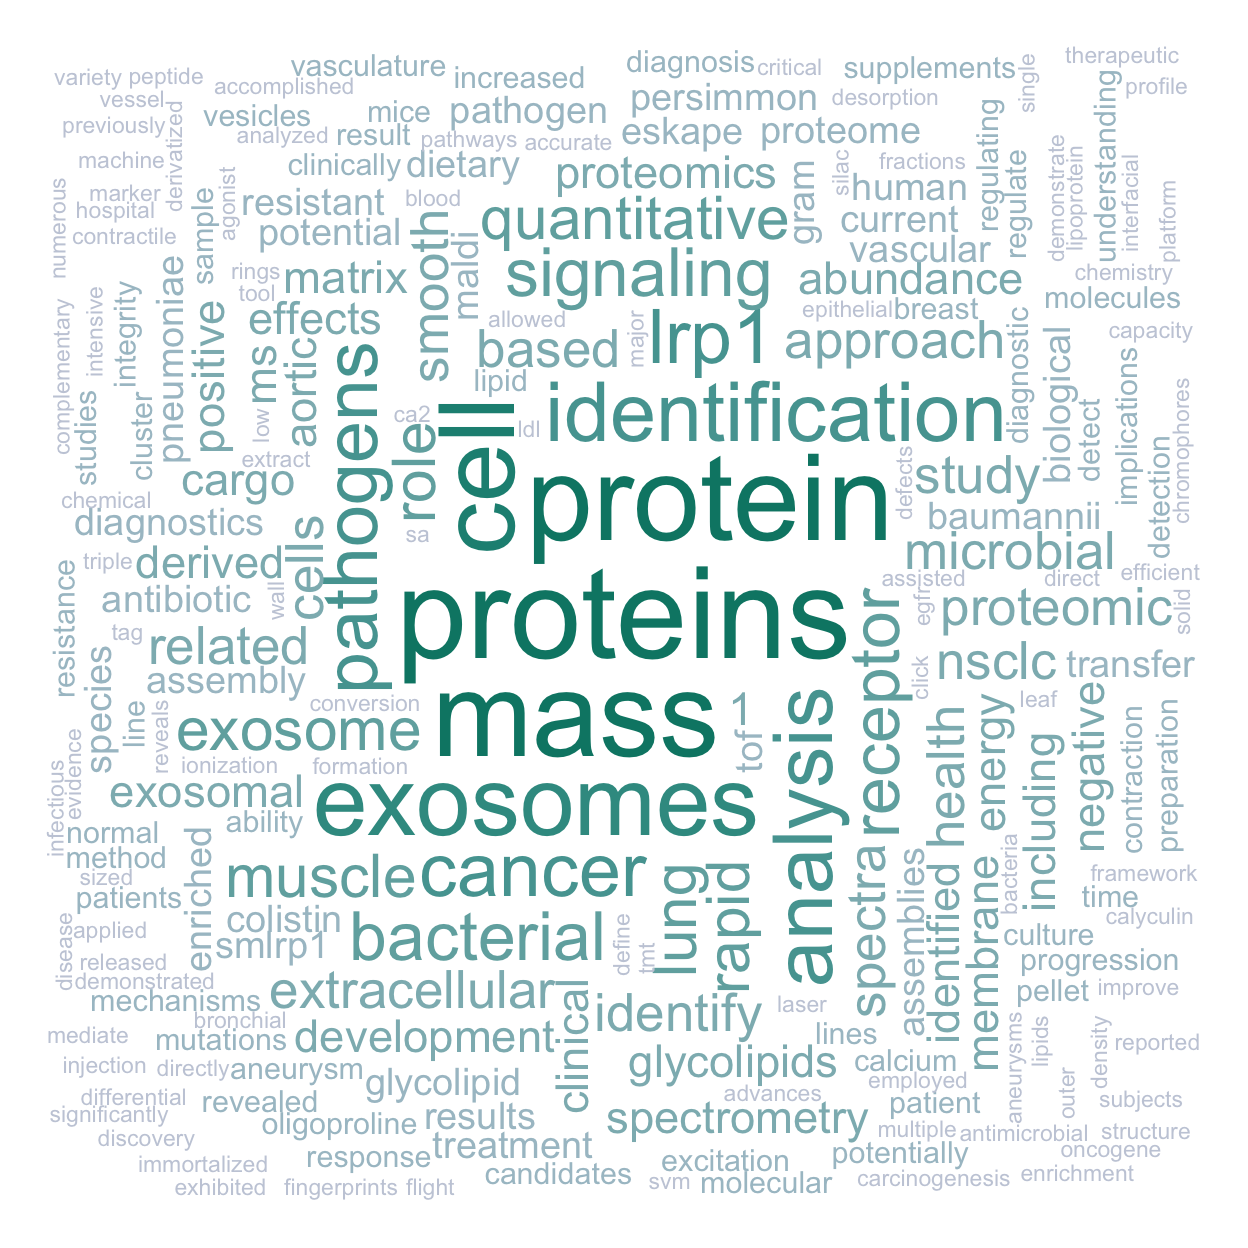 therapeutic
vasculature
diagnosis
critical
supplements
single
variety
peptide
increased
accomplished
profile
vessel
vesicles
mice
pathogen
persimmon
desorption
regulating
understanding
previously
derivatized
analyzed
result
pathways
accurate
eskape
proteome
machine
clinically
dietary
proteomics
gram
silac
fractions
regulate
demonstrate
lipoprotein
interfacial
platform
numerous
marker
hospital
contractile
sample
agonist
resistant
blood
human
potential
smooth
maldi
quantitative
current
vascular
rings
tool
matrix
signaling
abundance
chemistry
molecules
complementary
intensive
integrity
pneumoniae
positive
effects
allowed
major
epithelial
breast
diagnostic
biological
capacity
ms
aortic
pathogens
based
lrp1
approach
implications
chromophores
studies
cluster
low
lipid
ca2
cell
ldl
identification
detect
detection
extract
cargo
role
protein
defects
study
chemical
diagnostics
sa
baumannii
triple
derived
cells
microbial
resistance
antibiotic
wall
assisted
egfr
direct
efficient
solid
tag
proteins
receptor
proteomic
species
line
related
assembly
click
nsclc
transfer
leaf
reveals
conversion
mass
1
tof
analysis
health
energy
including
negative
contraction
preparation
infectious
evidence
exosome
ionization
formation
exosomal
exosomes
normal
method
ability
enriched
spectra
assemblies
identified
membrane
bacteria
sized
patients
muscle
cancer
lung
rapid
framework
time
calyculin
disease
applied
colistin
smlrp1
bacterial
define
tmt
culture
released
demonstrated
progression
mechanisms
extracellular
clinical
identify
laser
pellet
improve
bronchial
mediate
mutations
development
lines
aneurysms
lipids
density
reported
injection
directly
aneurysm
glycolipid
glycolipids
calcium
employed
outer
differential
significantly
revealed
advances
patient
subjects
oligoproline
results
spectrometry
multiple
antimicrobial
structure
discovery
treatment
potentially
oncogene
immortalized
response
candidates
excitation
exhibited
fingerprints
flight
svm
molecular
carcinogenesis
enrichment